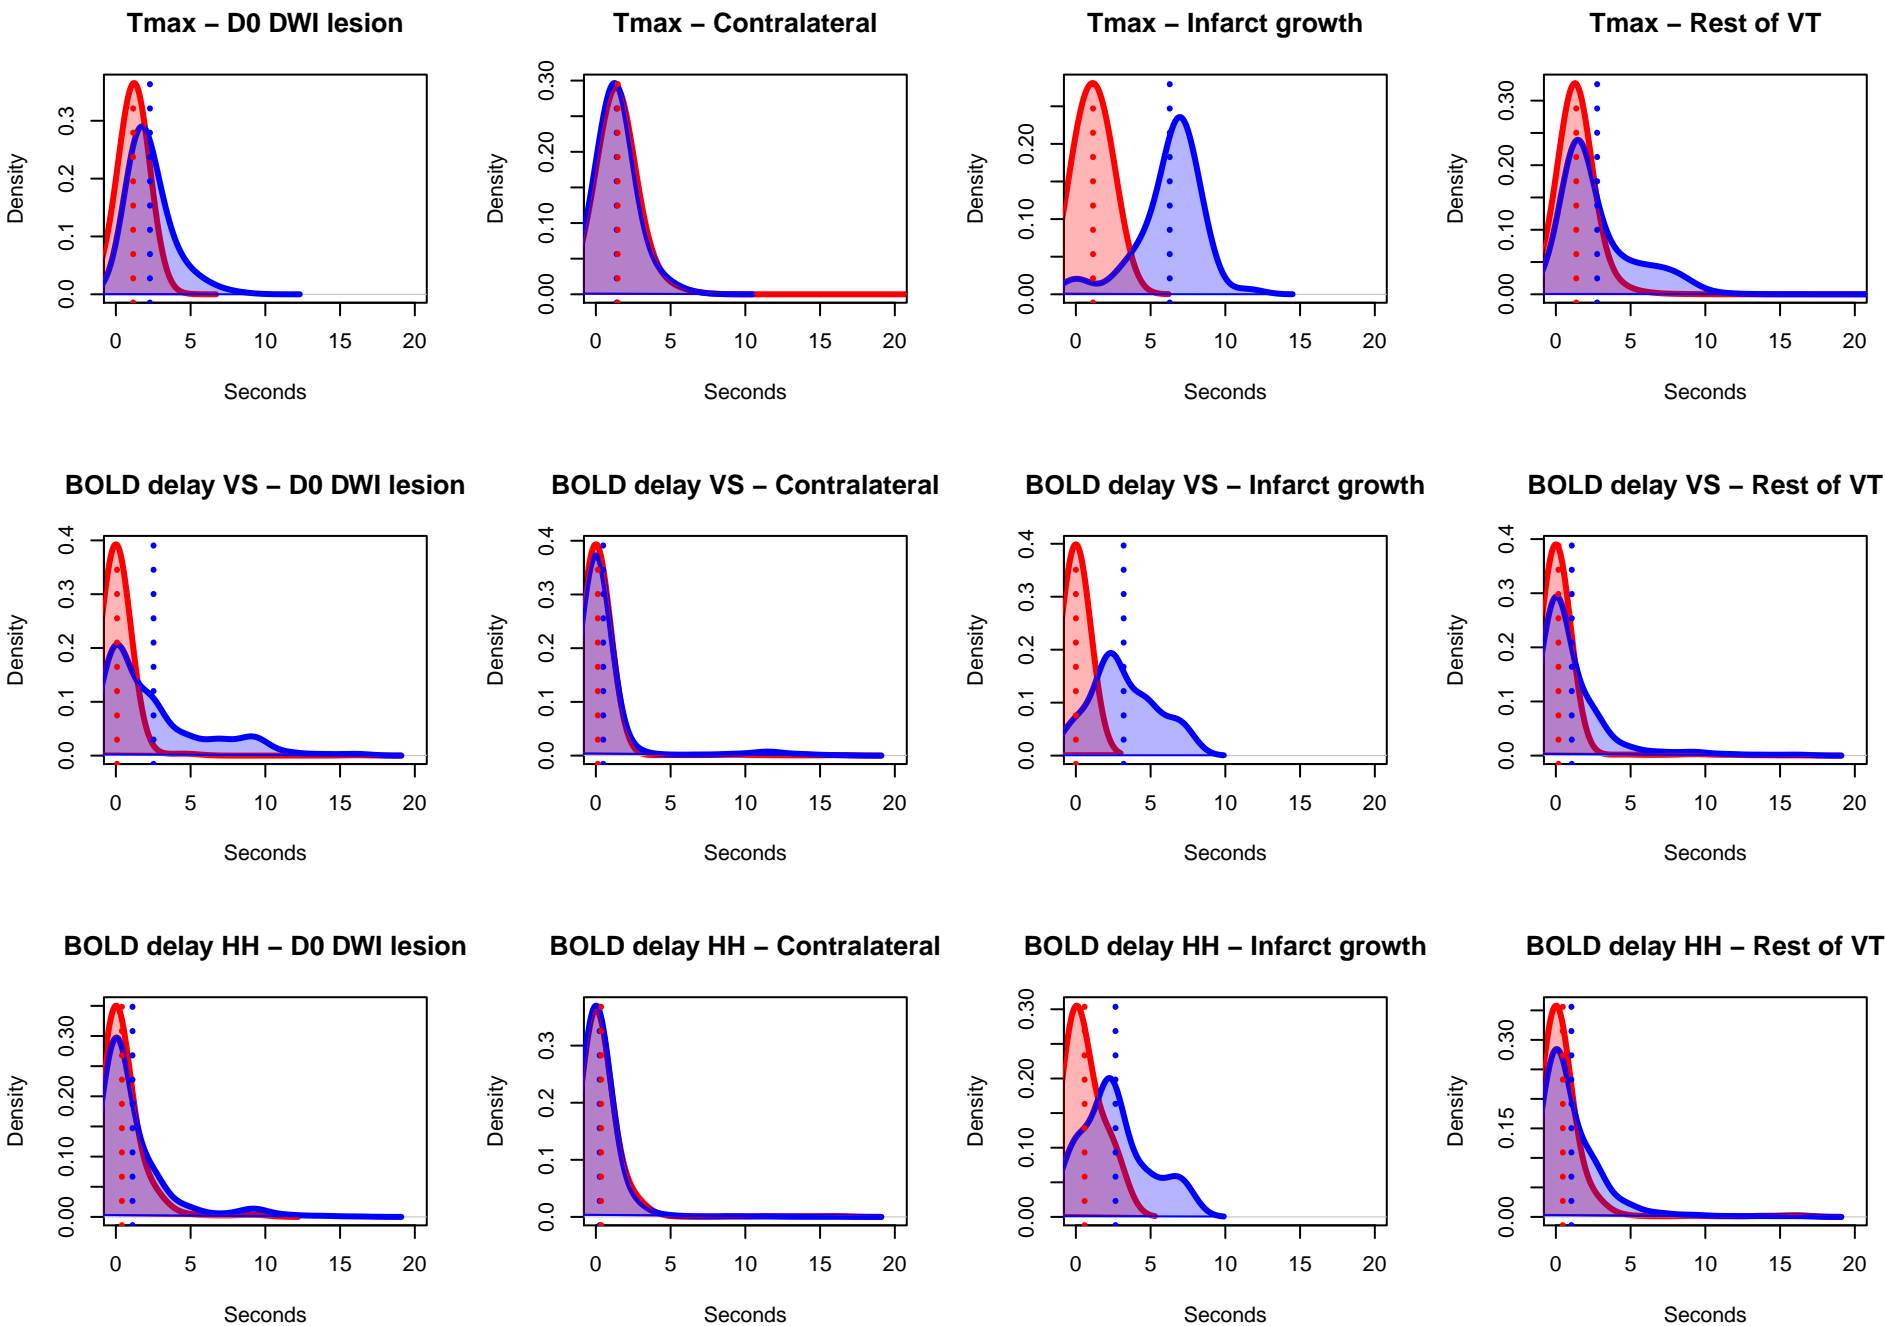 Tmax − D0 DWI lesion
Density
0.0 0.1 0.2 0.3
0 5 10 15 20
Seconds
Tmax − Contralateral
Density
0.00 0.10 0.20 0.30
0 5 10 15 20
Seconds
Tmax − Infarct growth
Density
0.00 0.10 0.20
0 5 10 15 20
Seconds
Tmax − Rest of VT
Density
0.00 0.10 0.20 0.30
0 5 10 15 20
Seconds
BOLD delay VS − D0 DWI lesion
Density
0.0 0.1 0.2 0.3 0.4
0 5 10 15 20
Seconds
BOLD delay VS − Contralateral
Density
0.0 0.1 0.2 0.3 0.4
0 5 10 15 20
Seconds
BOLD delay VS − Infarct growth
Density
0.0 0.1 0.2 0.3 0.4
0 5 10 15 20
Seconds
BOLD delay VS − Rest of VT
Density
0.0 0.1 0.2 0.3 0.4
0 5 10 15 20
Seconds
BOLD delay HH − D0 DWI lesion
Density
0.00 0.10 0.20 0.30
0 5 10 15 20
Seconds
BOLD delay HH − Contralateral
Density
0.0 0.1 0.2 0.3
0 5 10 15 20
Seconds
BOLD delay HH − Infarct growth
Density
0.00 0.10 0.20 0.30
0 5 10 15 20
Seconds
BOLD delay HH − Rest of VT
Density
0.00 0.15 0.30
0 5 10 15 20
Seconds